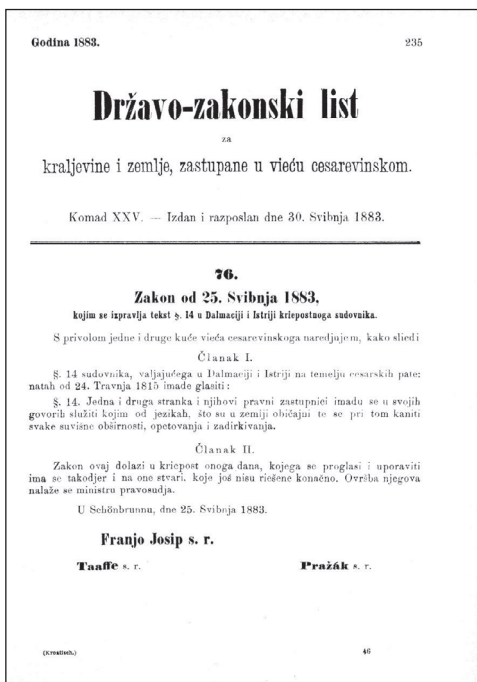 Godina 1883.
235
Državo-zakonski list
za
kraljevine i zemlje, zastupane u vieću cesarevinskom.
Komad XXV. — Izdan i razposlan dne 30. Svibnja 1883.
76.
Zakon od 25. Svibnja 1883,
kojim se izpravlja tekst §. 14 u Dalmaciji i Istriji kriepostnoga sudovnika.
S privolom jedne i druge kuće vieća cesarevinskoga naredjujem, kako sliedi
Članak I.
§. 14 sudovnika, valjajućega u Dalmaciji i Istriji na temelju cesarskih pate:
natah od 24. Travnja 1815 imade glasiti:
§. 14. Jedna i druga stranka i njihovi pravni zastupnici imadu se u svojih
govorih služiti kojim od jezikah, što su u zemlji običajni te se pri tom kaniti
svake suvišne obširnosti, opetovanja i zadirkivanja.
Članak II.
Zakon ovaj dolazi u kriepost onoga dana, kojega se proglasi i uporaviti
ima se takodjer i na one stvari, koje još nisu riešene konačno. Ovršba njegova
nalaže se ministru pravosudja.
U Schönbrunnu, dne 25. Svibnja 1883.
Franjo Josip s. r.
Taaffe s. r.
Pražák s. r.
(Kroatisch.)
46